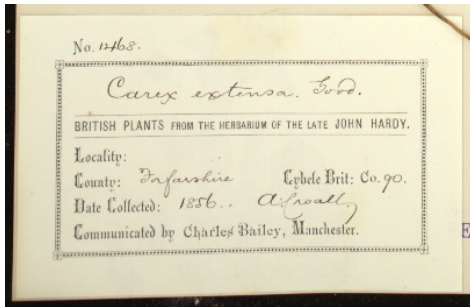 No. 1468.
Carex extensa. Good.
BRITISH PLANTS FROM THE HERBARIUM OF THE LATE JOHN HARDY.
Locality:
County: Forfarshire Cybele Brit: Co. 90.
Date Collected: 1856.. A. Croall,
Communicated by Charles Bailey, Manchester.
E